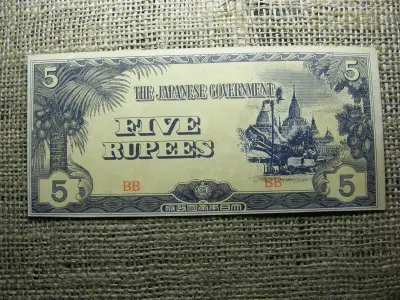 5 5
THE JAPANESE GOVERNMENT
FIVE
RUPEES
BB BB
5 5